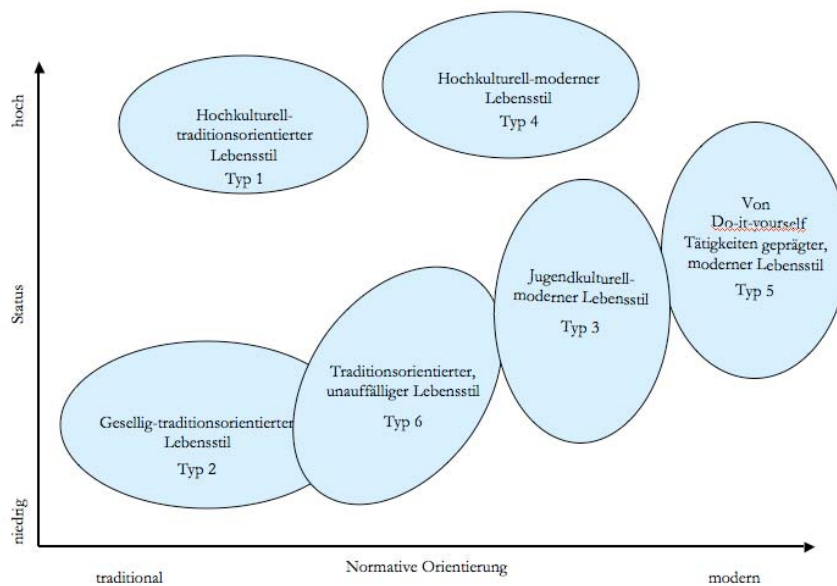 hoch
Status
niedrig
Hochkulturell-
traditionsorientierter
Lebensstil
Typ 1
Hochkulturell-moderner
Lebensstil
Typ 4
Von
Do-it-yourself
Tätigkeiten geprägter,
moderner Lebensstil
Typ 5
Jugendkulturell-
moderner Lebensstil
Typ 3
Traditionsorientierter,
unauffälliger Lebensstil
Typ 6
Gesellig-traditionsorientierter
Lebensstil
Typ 2
traditional
Normative Orientierung
modern